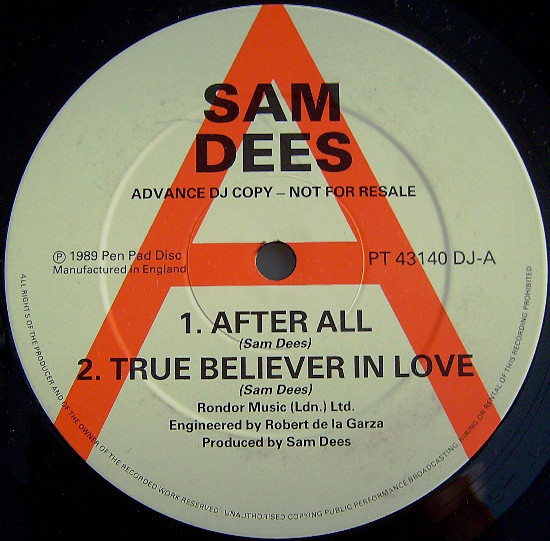 SAM
DEES
ADVANCE DJ COPY – NOT FOR RESALE
℗ 1989 Pen Pad Disc
Manufactured in England
PT 43140 DJ-A
1. AFTER ALL
(Sam Dees)
2. TRUE BELIEVER IN LOVE
(Sam Dees)
Rondor Music (Ldn.) Ltd.
Engineered by Robert de la Garza
Produced by Sam Dees
ALL RIGHTS OF THE PRODUCER AND OF THE OWNER OF THE RECORDED WORK RESERVED · UNAUTHORISED COPYING PUBLIC PERFORMANCE BROADCASTING, HIRING OR RENTAL OF THIS RECORDING PROHIBITED